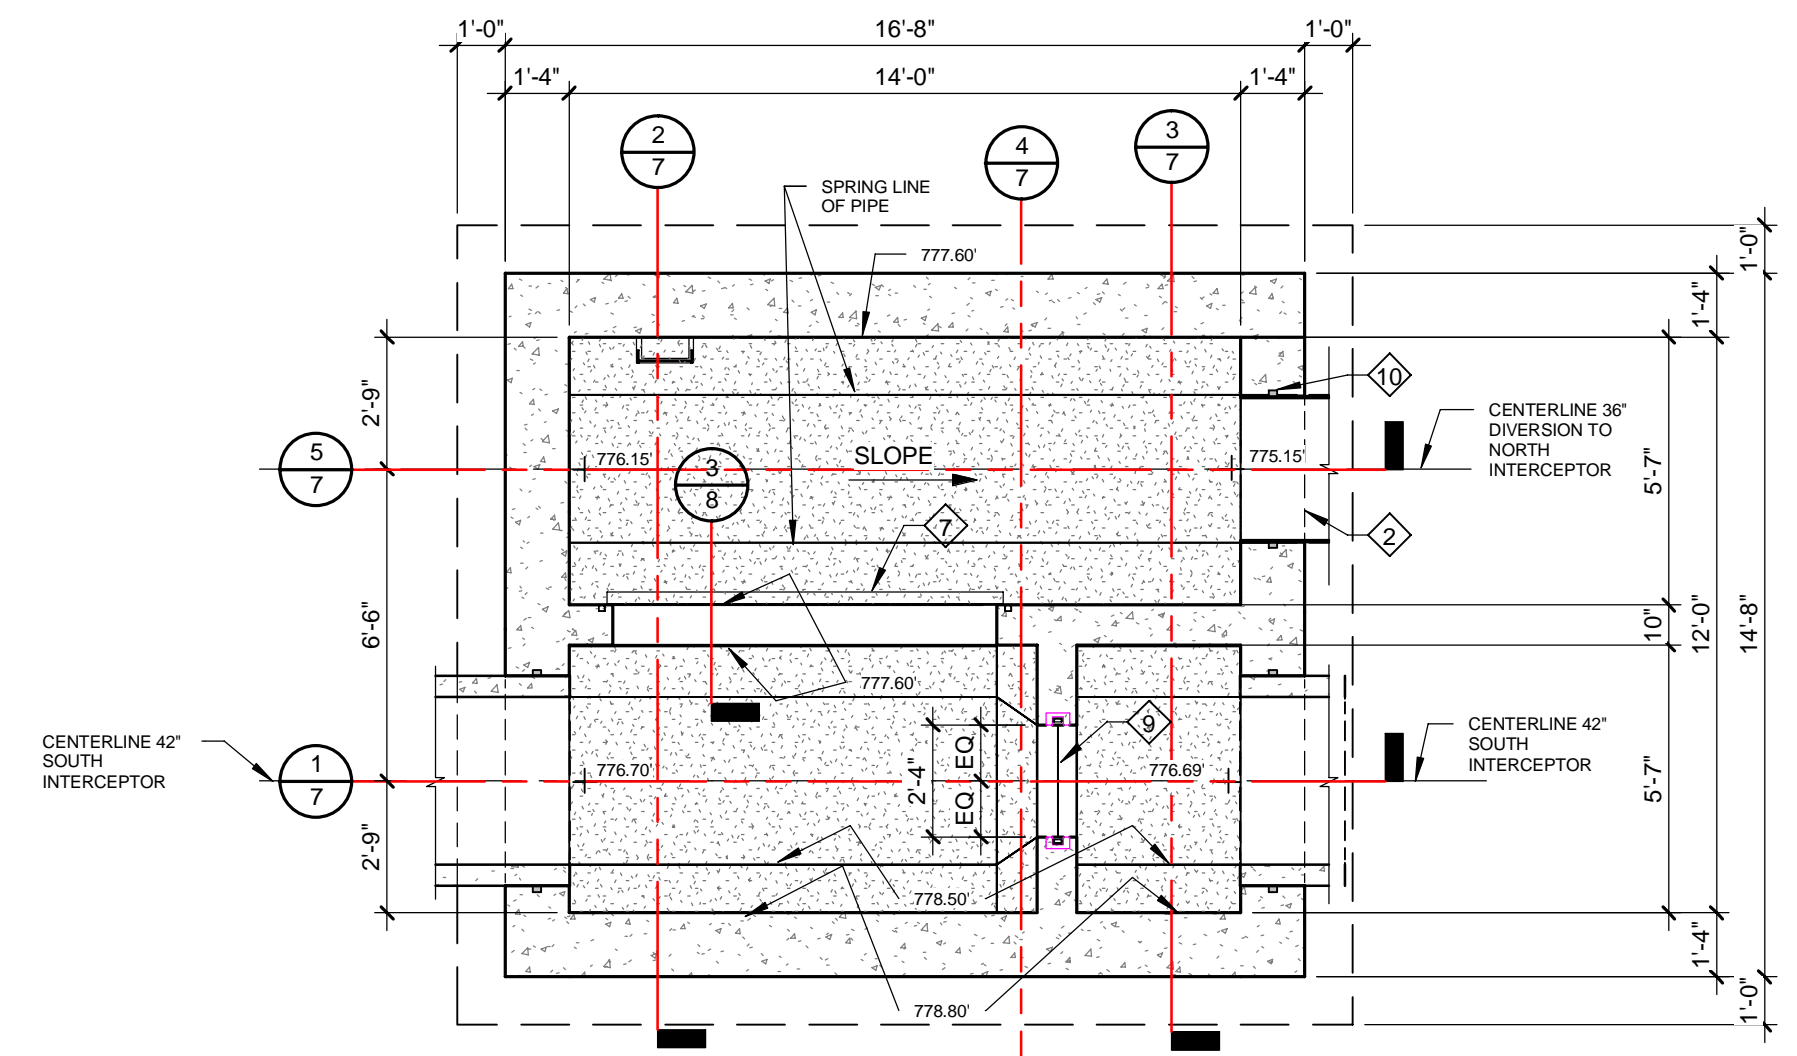 1'-0" 16'-8" 1'-0"
1'-4" 14'-0" 1'-4"
2
7
4
7
3
7
SPRING LINE
OF PIPE
777.60'
1'-0"
1'-4"
2'-9"
10
CENTERLINE 36"
DIVERSION TO
NORTH
INTERCEPTOR
5
7
776.15'
3
8
SLOPE
775.15'
5'-7"
7
2
6'-6"
10"
12'-0"
14'-8"
777.60'
9
CENTERLINE 42"
SOUTH
INTERCEPTOR
1
7
776.70'
2'-4"
EQ
EQ
776.69'
CENTERLINE 42"
SOUTH
INTERCEPTOR
5'-7"
2'-9"
778.50'
1'-4"
778.80'
1'-0"